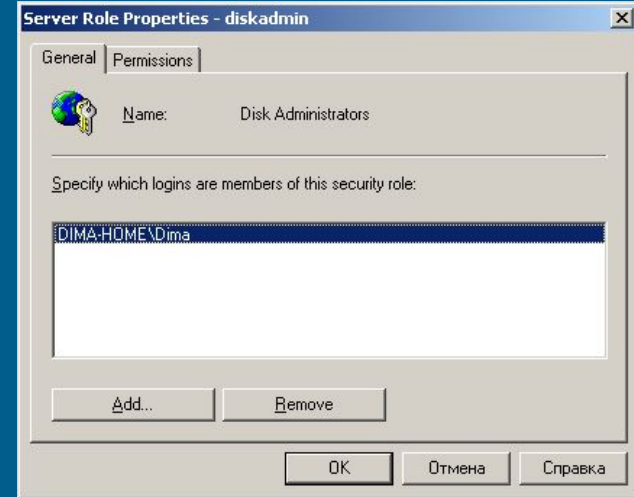 Server Role Properties - diskadmin
General Permissions
Name: Disk Administrators
Specify which logins are members of this security role:
DIMA-HOME\Dima
Add... Remove
OK Отмена Справка